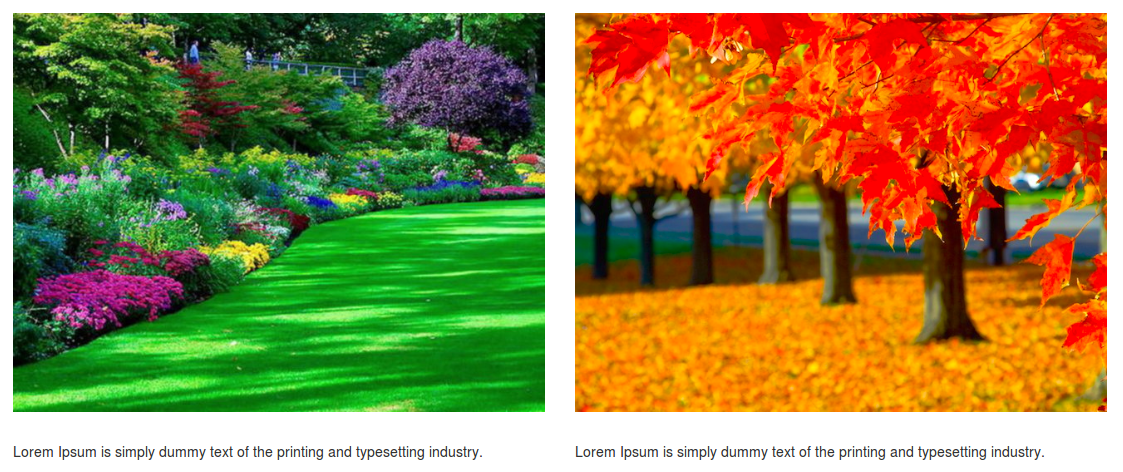 Lorem Ipsum is simply dummy text of the printing and typesetting industry.
Lorem Ipsum is simply dummy text of the printing and typesetting industry.